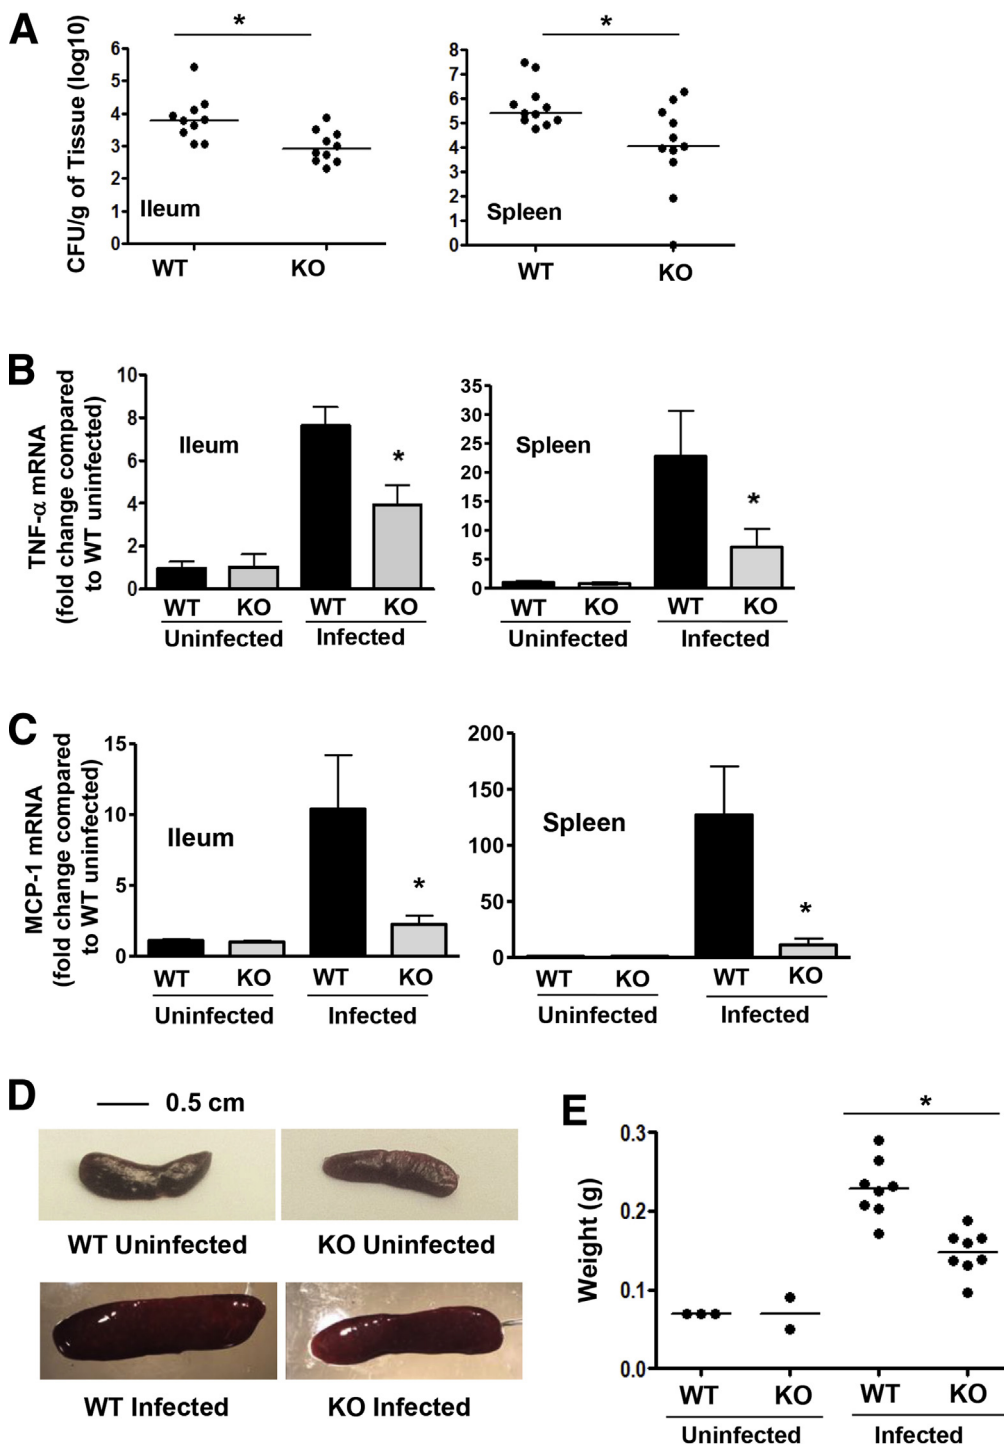 A
*
*
CFU/g of Tissue (log10)
6
5
4
3
2
1
0
Ileum
WT KO
8
7
6
5
4
3
2
1
0
Spleen
WT KO
B
TNF-α mRNA
(fold change compared
to WT uninfected)
10
8
6
4
2
0
Ileum
*
WT KO WT KO
Uninfected Infected
35
30
25
20
15
10
5
0
Spleen
*
WT KO WT KO
Uninfected Infected
C
MCP-1 mRNA
(fold change compared
to WT uninfected)
15
10
5
0
Ileum
*
WT KO WT KO
Uninfected Infected
200
150
100
50
0
Spleen
*
WT KO WT KO
Uninfected Infected
D
0.5 cm
WT Uninfected KO Uninfected
WT Infected KO Infected
E
*
Weight (g)
0.3
0.2
0.1
0.0
WT KO WT KO
Uninfected Infected